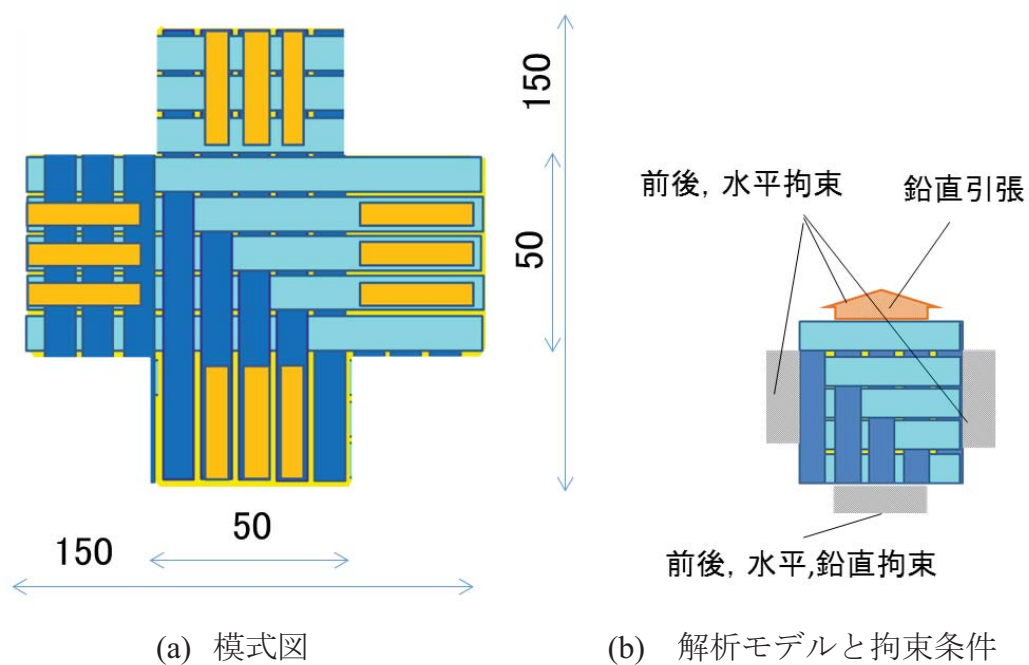 150
50
150
50
前後，水平拘束
鉛直引張
前後，水平,鉛直拘束
(a) 模式図
(b) 解析モデルと拘束条件